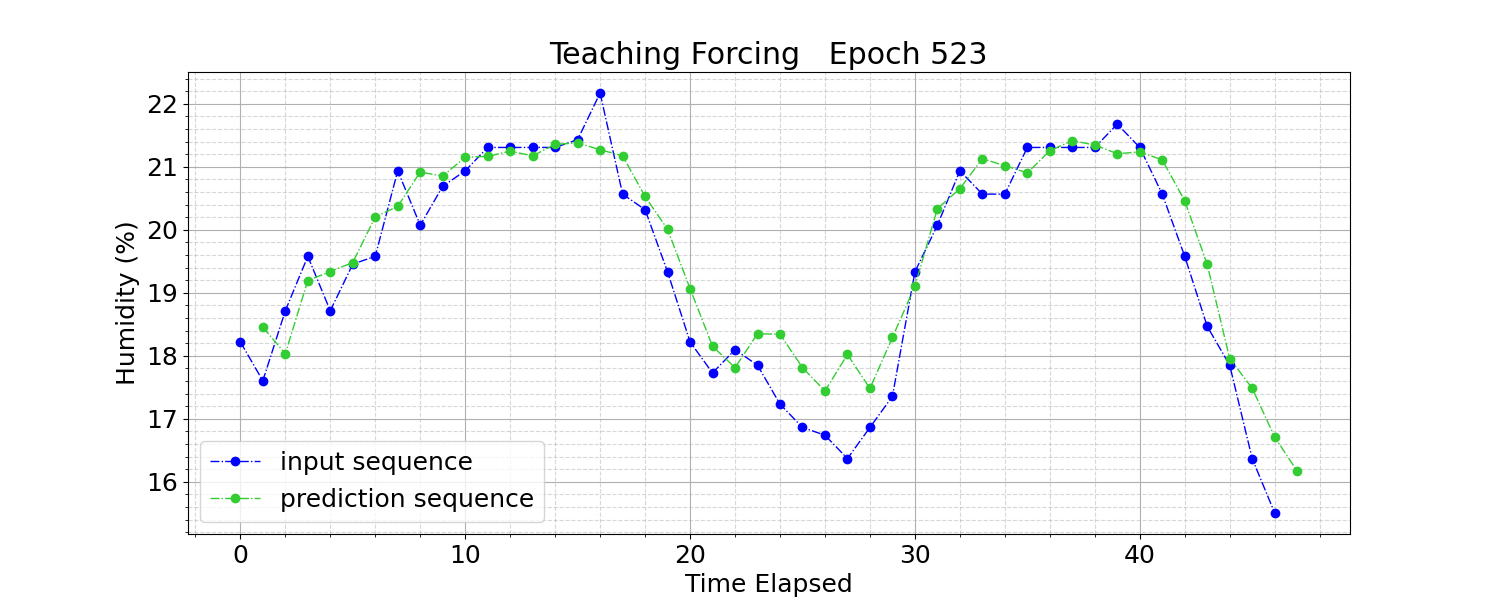 Teaching Forcing   Epoch 523
22
21
20
19
18
17
16
Humidity (%)
input sequence
prediction sequence
0 10 20 30 40
Time Elapsed